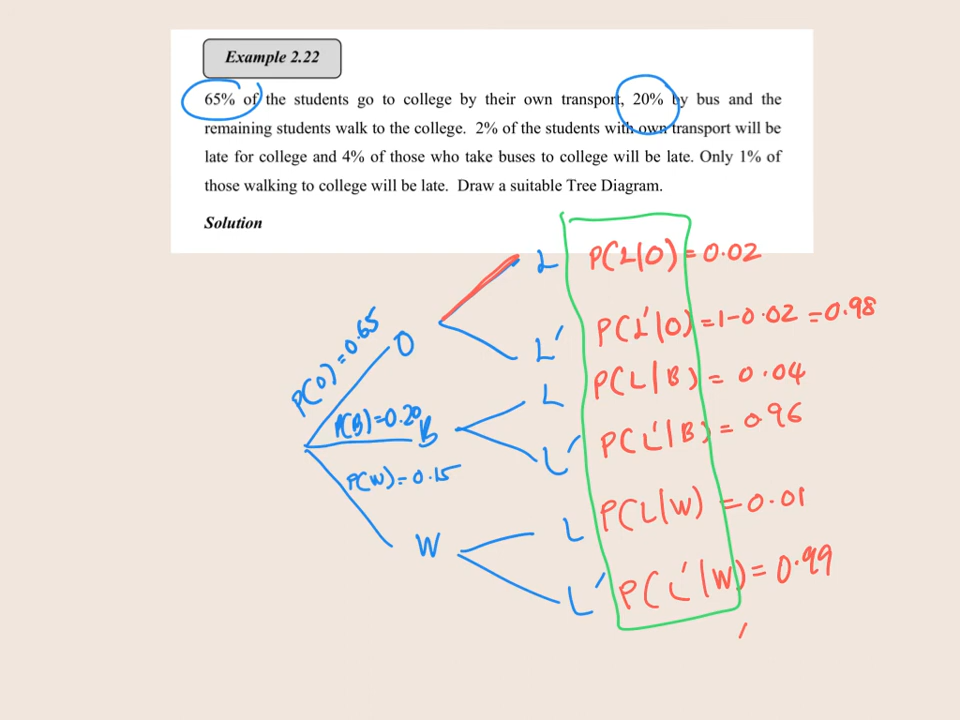 Example 2.22
65% of the students go to college by their own transport, 20% by bus and the
remaining students walk to the college. 2% of the students with own transport will be
late for college and 4% of those who take buses to college will be late. Only 1% of
those walking to college will be late. Draw a suitable Tree Diagram.
Solution
P(O) = 0.65
O
L P(L|O) = 0.02
L' P(L'|O) = 1-0.02 = 0.98
P(B) = 0.20 B
L P(L|B) = 0.04
L' P(L'|B) = 0.96
P(W) = 0.15
W
L P(L|W) = 0.01
L' P(L'|W) = 0.99